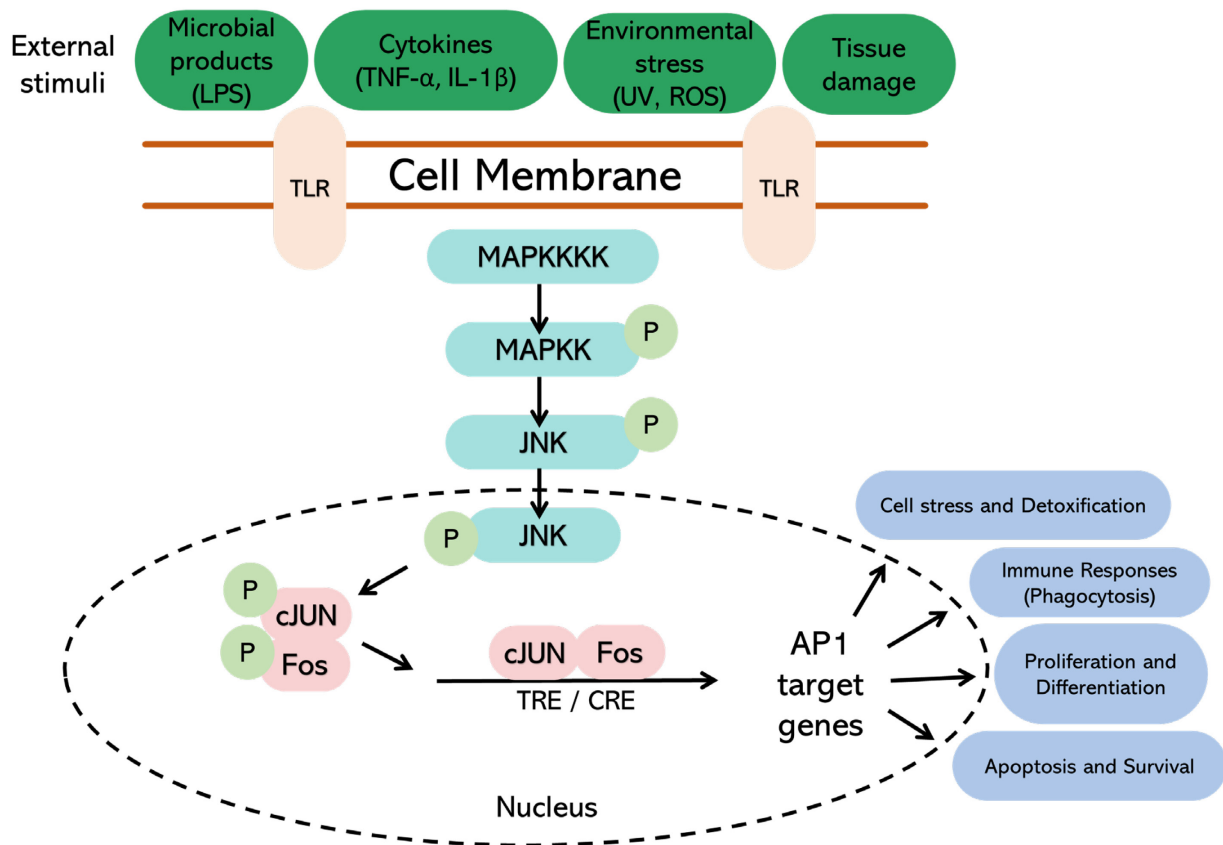 External
stimuli
Microbial
products
(LPS)
Cytokines
(TNF-α, IL-1β)
Environmental
stress
(UV, ROS)
Tissue
damage
TLR
Cell Membrane
TLR
MAPKKKK
MAPKK
P
JNK
P
P
JNK
P
cJUN
P
Fos
cJUN
Fos
TRE / CRE
AP1
target
genes
Cell stress and Detoxification
Immune Responses
(Phagocytosis)
Proliferation and
Differentiation
Apoptosis and Survival
Nucleus